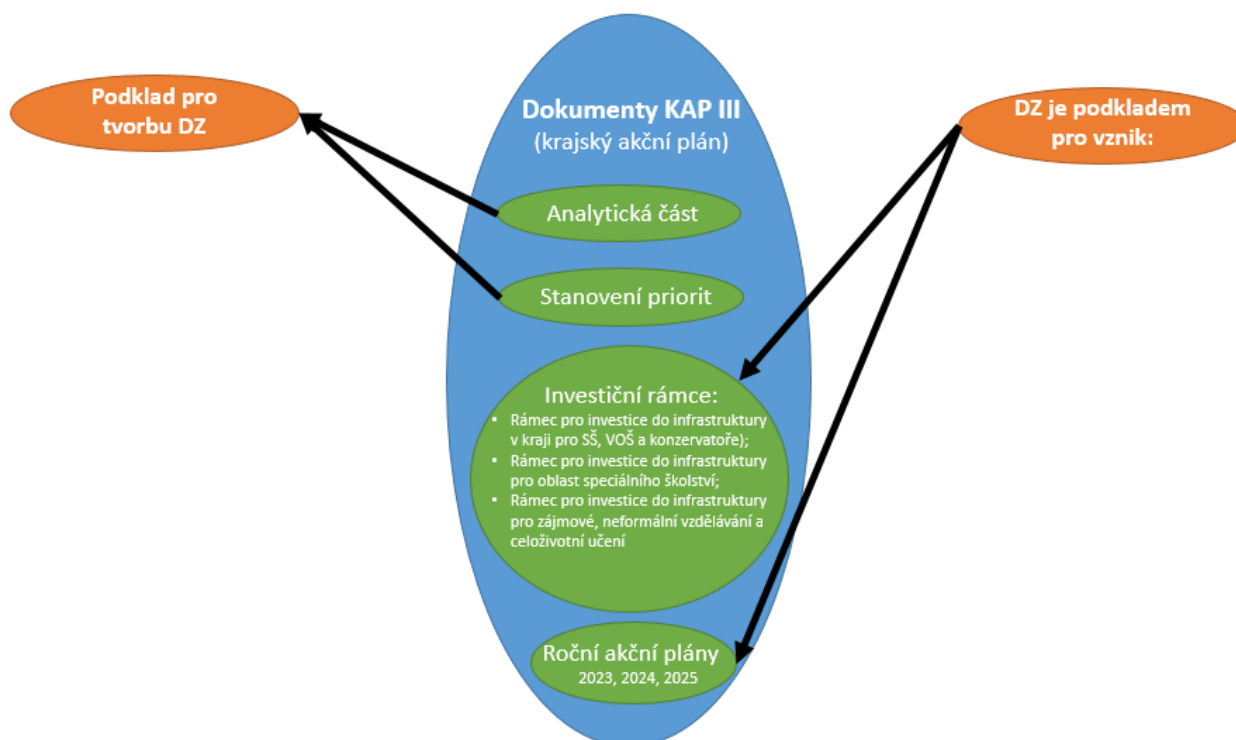 Podklad pro
tvorbu DZ
Dokumenty KAP III
(krajský akční plán)
DZ je podkladem
pro vznik:
Analytická část
Stanovení priorit
Investiční rámce:
• Rámec pro investice do infrastruktury
v kraji pro SŠ, VOŠ a konzervatoře);
• Rámec pro investice do infrastruktury
pro oblast speciálního školství;
• Rámec pro investice do infrastruktury
pro zájmové, neformální vzdělávání a
celoživotní učení
Roční akční plány
2023, 2024, 2025